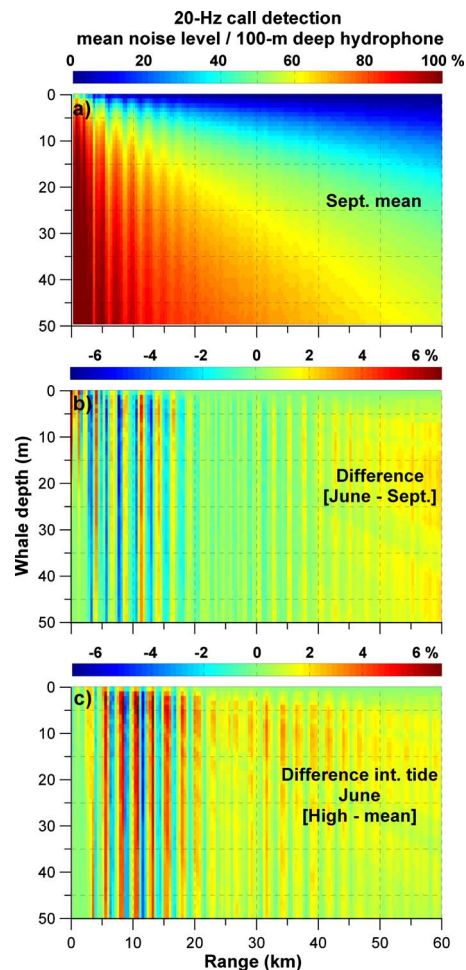 20-Hz call detection
mean noise level / 100-m deep hydrophone
0 20 40 60 80 100 %
a)
0
10
20
30
40
50
Sept. mean
-6 -4 -2 0 2 4 6 %
b)
0
10
20
30
40
50
Difference
[June - Sept.]
Whale depth (m)
-6 -4 -2 0 2 4 6 %
c)
0
10
20
30
40
50
Difference int. tide
June
[High - mean]
0 10 20 30 40 50 60
Range (km)